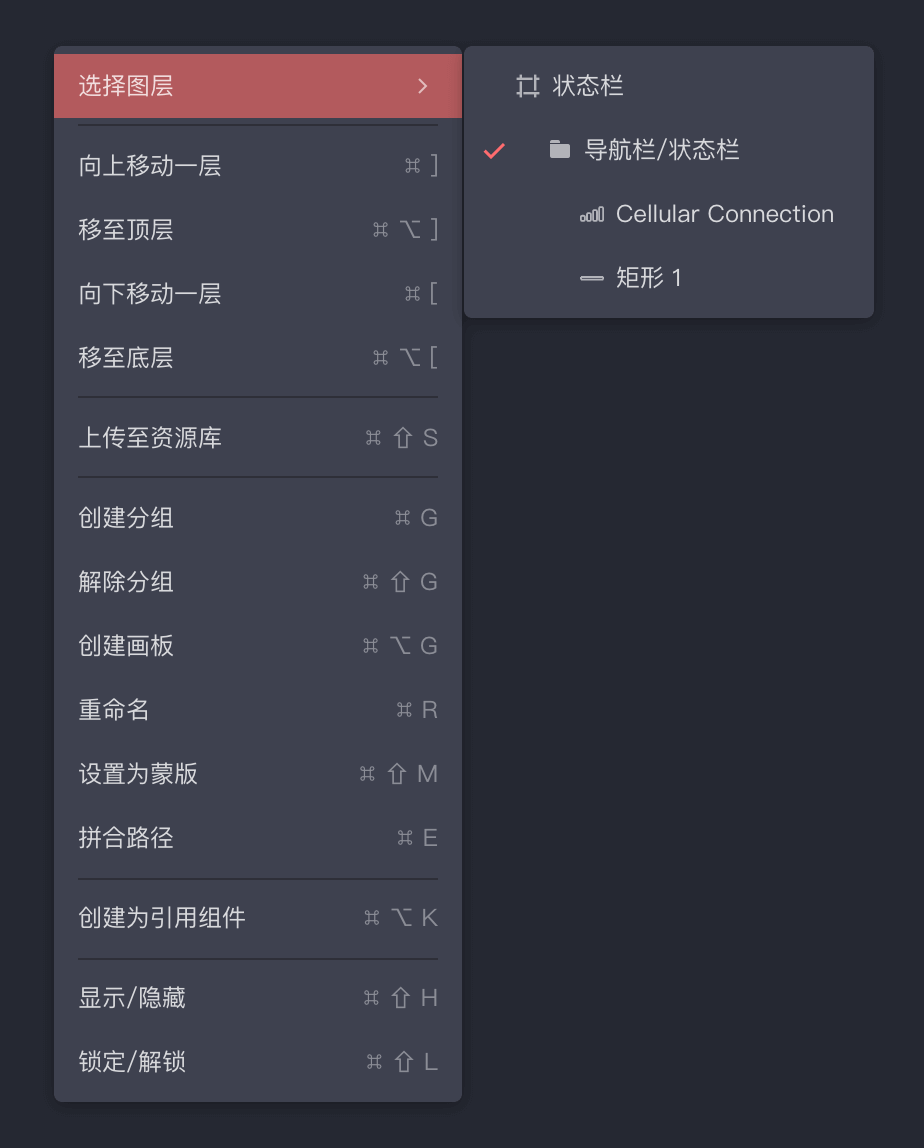 选择图层
向上移动一层 ⌘ ]
移至顶层 ⌘ ⌥ ]
向下移动一层 ⌘ [
移至底层 ⌘ ⌥ [
上传至资源库 ⌘ ⇧ S
创建分组 ⌘ G
解除分组 ⌘ ⇧ G
创建画板 ⌘ ⌥ G
重命名 ⌘ R
设置为蒙版 ⌘ ⇧ M
拼合路径 ⌘ E
创建为引用组件 ⌘ ⌥ K
显示/隐藏 ⌘ ⇧ H
锁定/解锁 ⌘ ⇧ L
状态栏
导航栏/状态栏
Cellular Connection
矩形 1